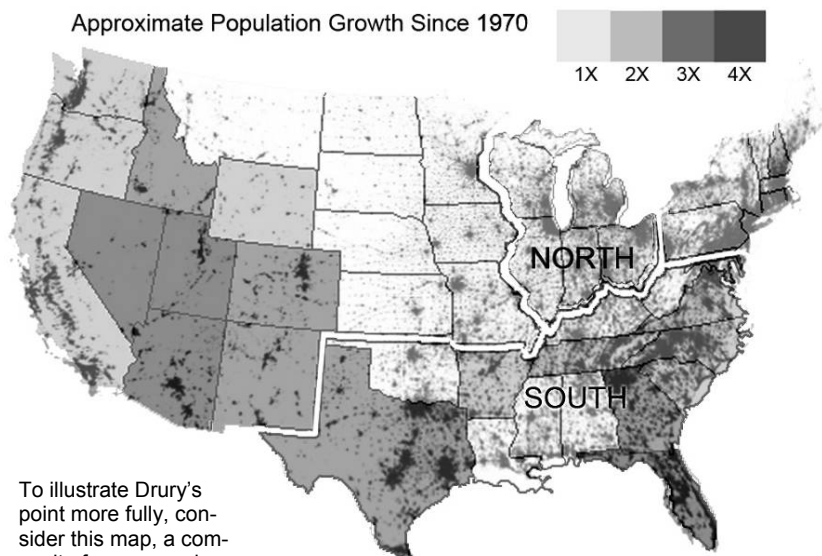 Approximate Population Growth Since 1970
1X 2X 3X 4X
NORTH
SOUTH
To illustrate Drury's
point more fully, con-
sider this map, a com-